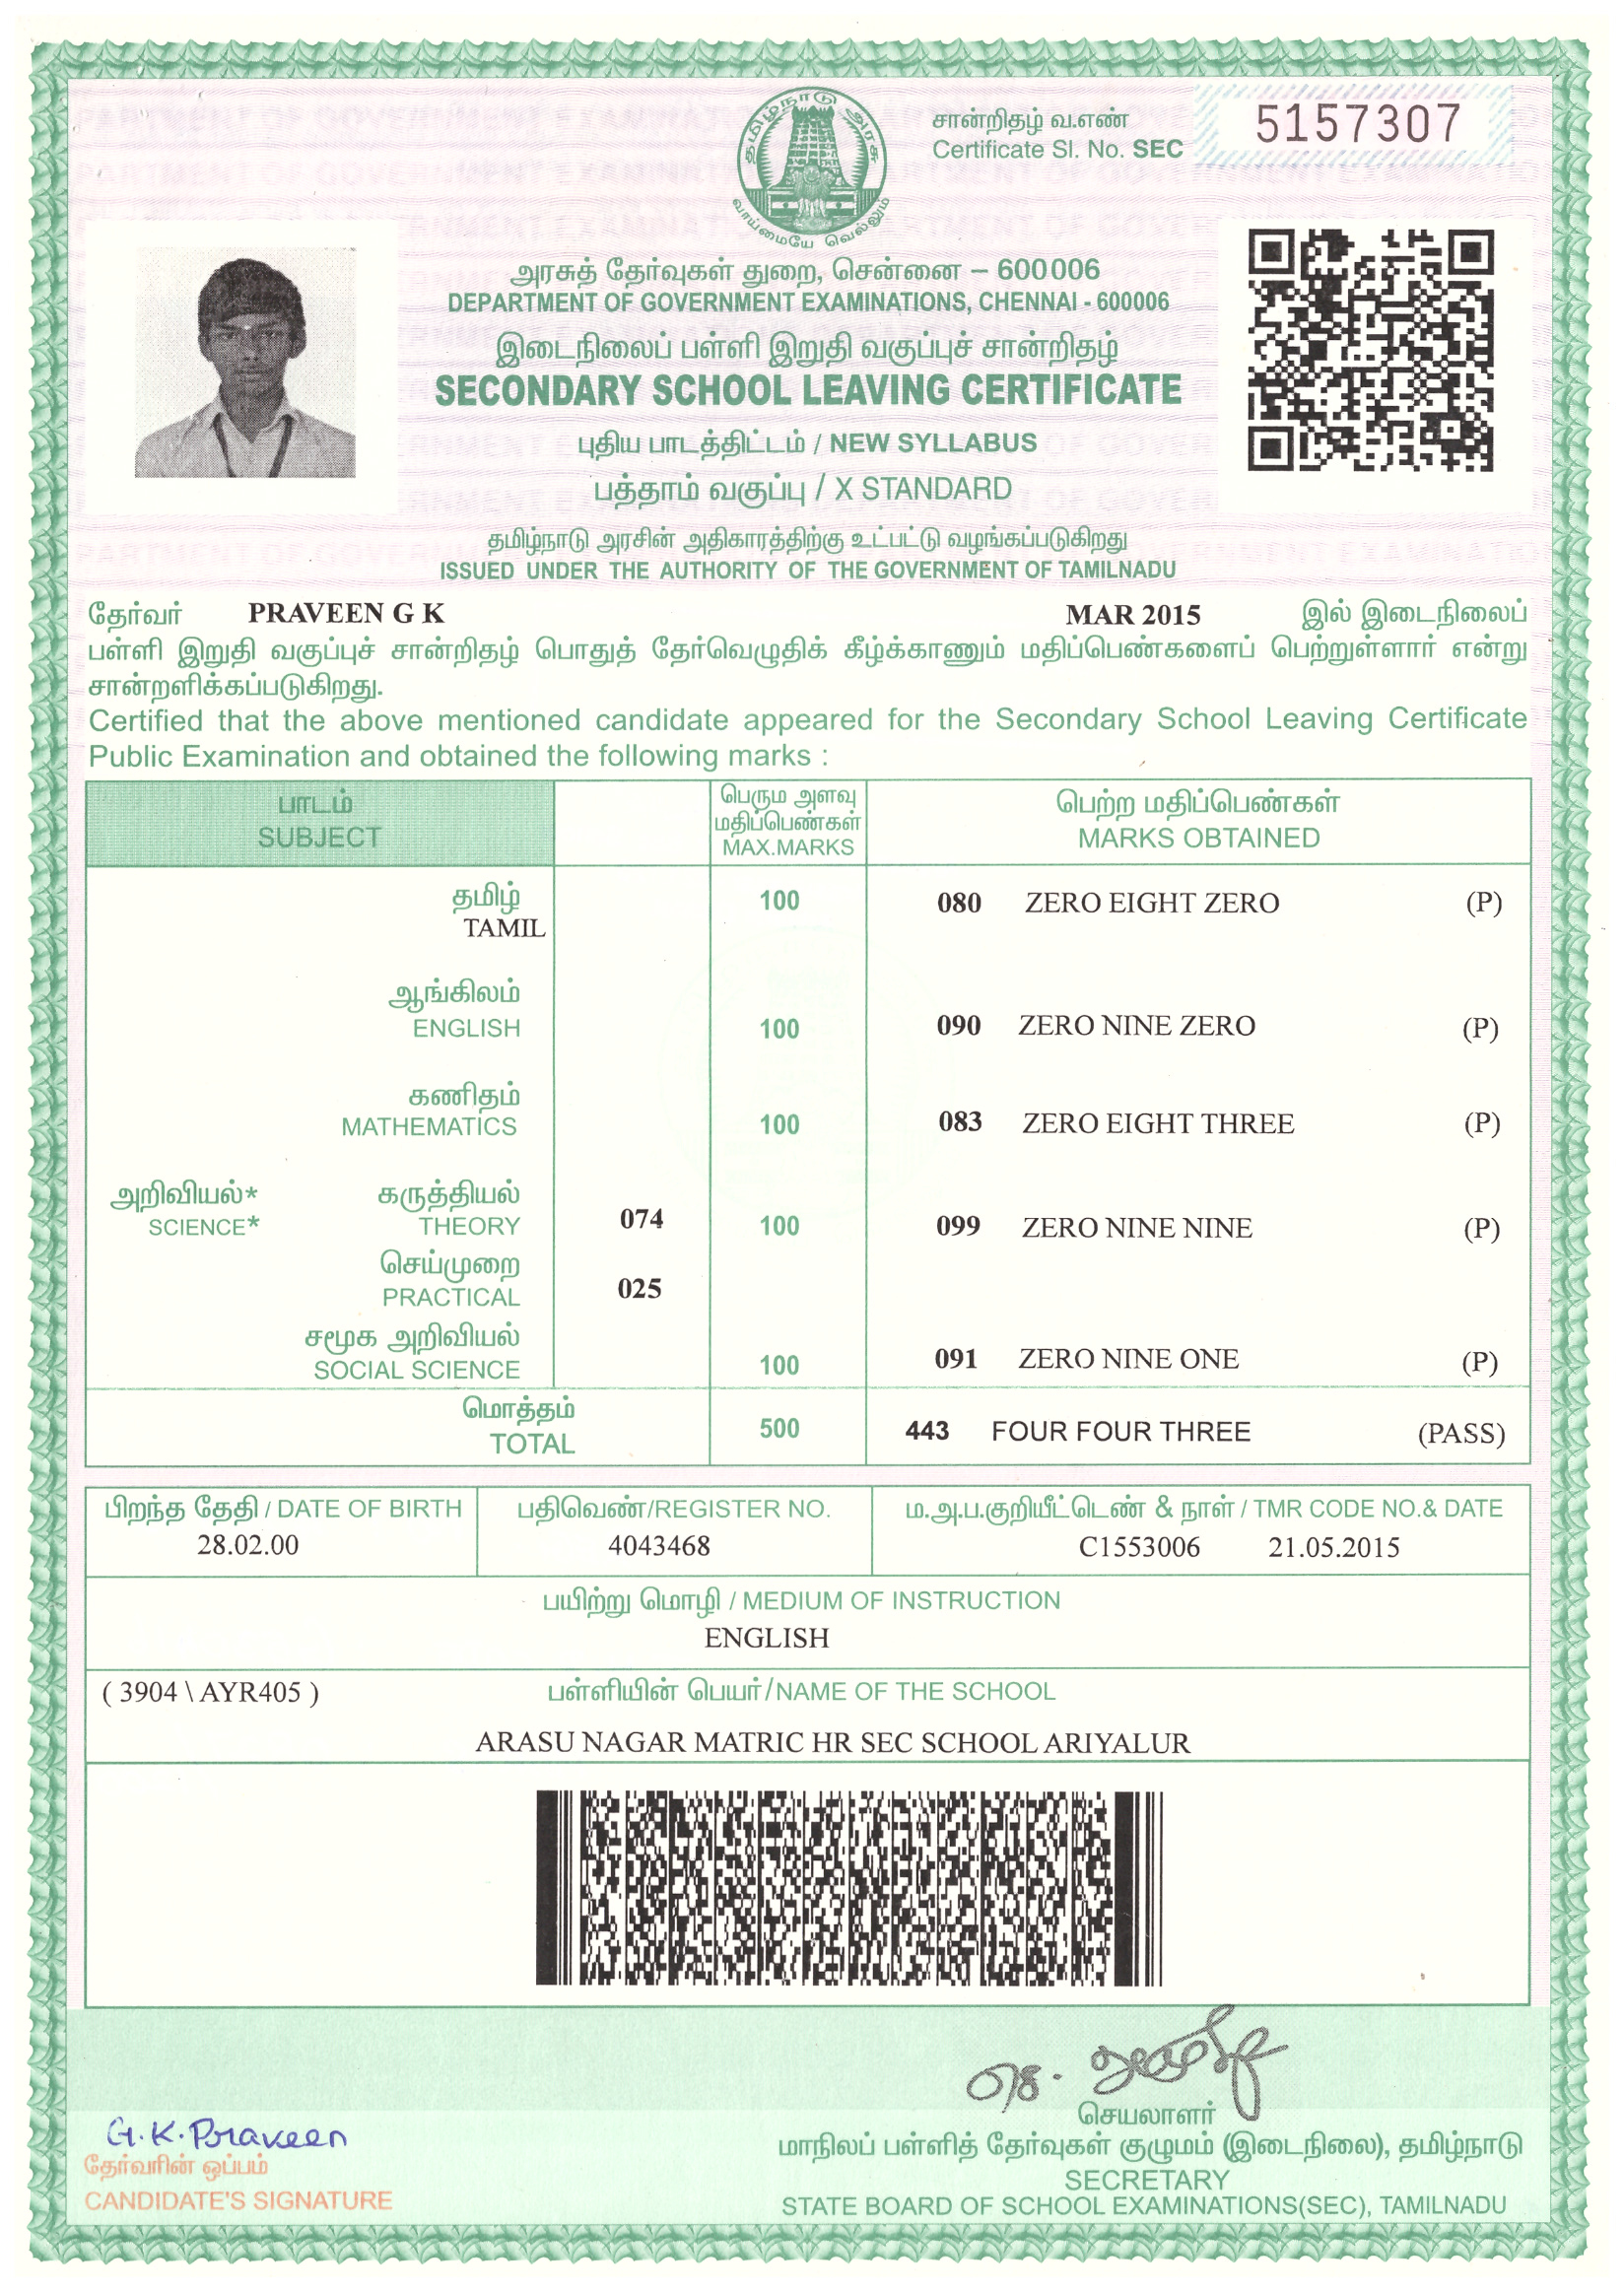 தமிழ்நாடு அரசு
வாய்மையே வெல்லும்
சான்றிதழ் வ.எண்
Certificate Sl. No. SEC 5157307
அரசுத் தேர்வுகள் துறை, சென்னை – 600006
DEPARTMENT OF GOVERNMENT EXAMINATIONS, CHENNAI - 600006
இடைநிலைப் பள்ளி இறுதி வகுப்புச் சான்றிதழ்
SECONDARY SCHOOL LEAVING CERTIFICATE
புதிய பாடத்திட்டம் / NEW SYLLABUS
பத்தாம் வகுப்பு / X STANDARD
தமிழ்நாடு அரசின் அதிகாரத்திற்கு உட்பட்டு வழங்கப்படுகிறது
ISSUED UNDER THE AUTHORITY OF THE GOVERNMENT OF TAMILNADU
தேர்வர் PRAVEEN G K MAR 2015 இல் இடைநிலைப்
பள்ளி இறுதி வகுப்புச் சான்றிதழ் பொதுத் தேர்வெழுதிக் கீழ்க்காணும் மதிப்பெண்களைப் பெற்றுள்ளார் என்று
சான்றளிக்கப்படுகிறது.
Certified that the above mentioned candidate appeared for the Secondary School Leaving Certificate
Public Examination and obtained the following marks :
பாடம்
SUBJECT
பெரும அளவு
மதிப்பெண்கள்
MAX.MARKS
பெற்ற மதிப்பெண்கள்
MARKS OBTAINED
தமிழ் 100 080 ZERO EIGHT ZERO (P)
TAMIL
ஆங்கிலம்
ENGLISH 100 090 ZERO NINE ZERO (P)
கணிதம்
MATHEMATICS 100 083 ZERO EIGHT THREE (P)
அறிவியல்* கருத்தியல்
SCIENCE* THEORY 074 100 099 ZERO NINE NINE (P)
செய்முறை
PRACTICAL 025
சமூக அறிவியல்
SOCIAL SCIENCE 100 091 ZERO NINE ONE (P)
மொத்தம்
TOTAL 500 443 FOUR FOUR THREE (PASS)
பிறந்த தேதி / DATE OF BIRTH
28.02.00
பதிவெண்/REGISTER NO.
4043468
ம.அ.ப.குறியீட்டெண் & நாள் / TMR CODE NO.& DATE
C1553006 21.05.2015
பயிற்று மொழி / MEDIUM OF INSTRUCTION
ENGLISH
( 3904 \ AYR405 ) பள்ளியின் பெயர்/NAME OF THE SCHOOL
ARASU NAGAR MATRIC HR SEC SCHOOL ARIYALUR
G.K.Praveen
தேர்வரின் ஒப்பம்
CANDIDATE'S SIGNATURE
செயலாளர்
மாநிலப் பள்ளித் தேர்வுகள் குழுமம் (இடைநிலை), தமிழ்நாடு
SECRETARY
STATE BOARD OF SCHOOL EXAMINATIONS(SEC), TAMILNADU